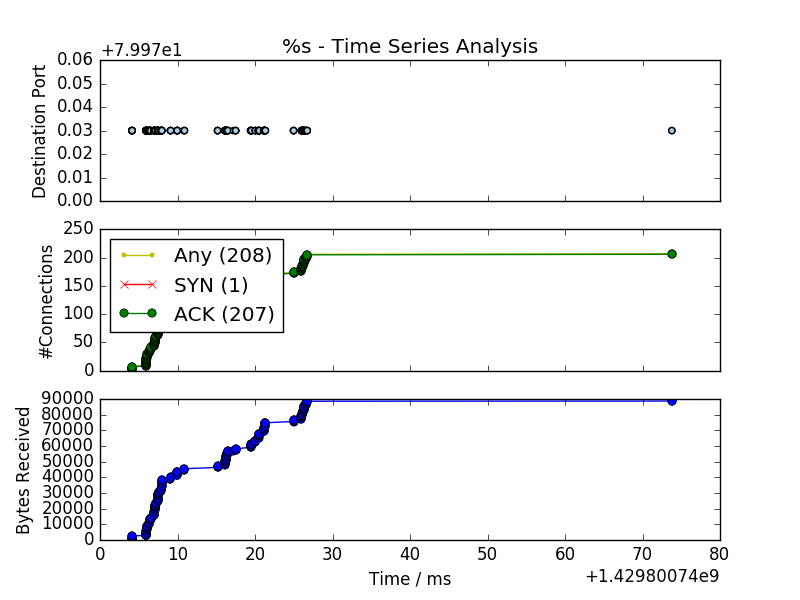 %s - Time Series Analysis
+7.997e1
0.06
0.05
0.04
0.03
0.02
0.01
0.00
Destination Port
250
200
150
100
50
0
#Connections
Any (208)
SYN (1)
ACK (207)
90000
80000
70000
60000
50000
40000
30000
20000
10000
0
Bytes Received
0 10 20 30 40 50 60 70 80
Time / ms
+1.42980074e9